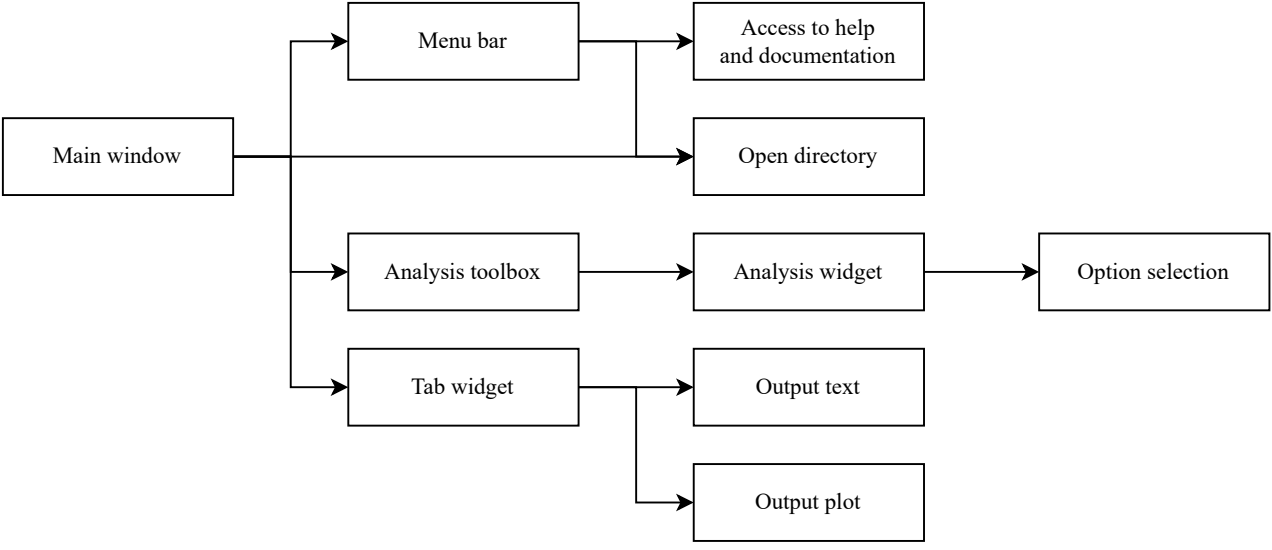 Menu bar
Access to help
and documentation
Main window
Open directory
Analysis toolbox
Analysis widget
Option selection
Tab widget
Output text
Output plot